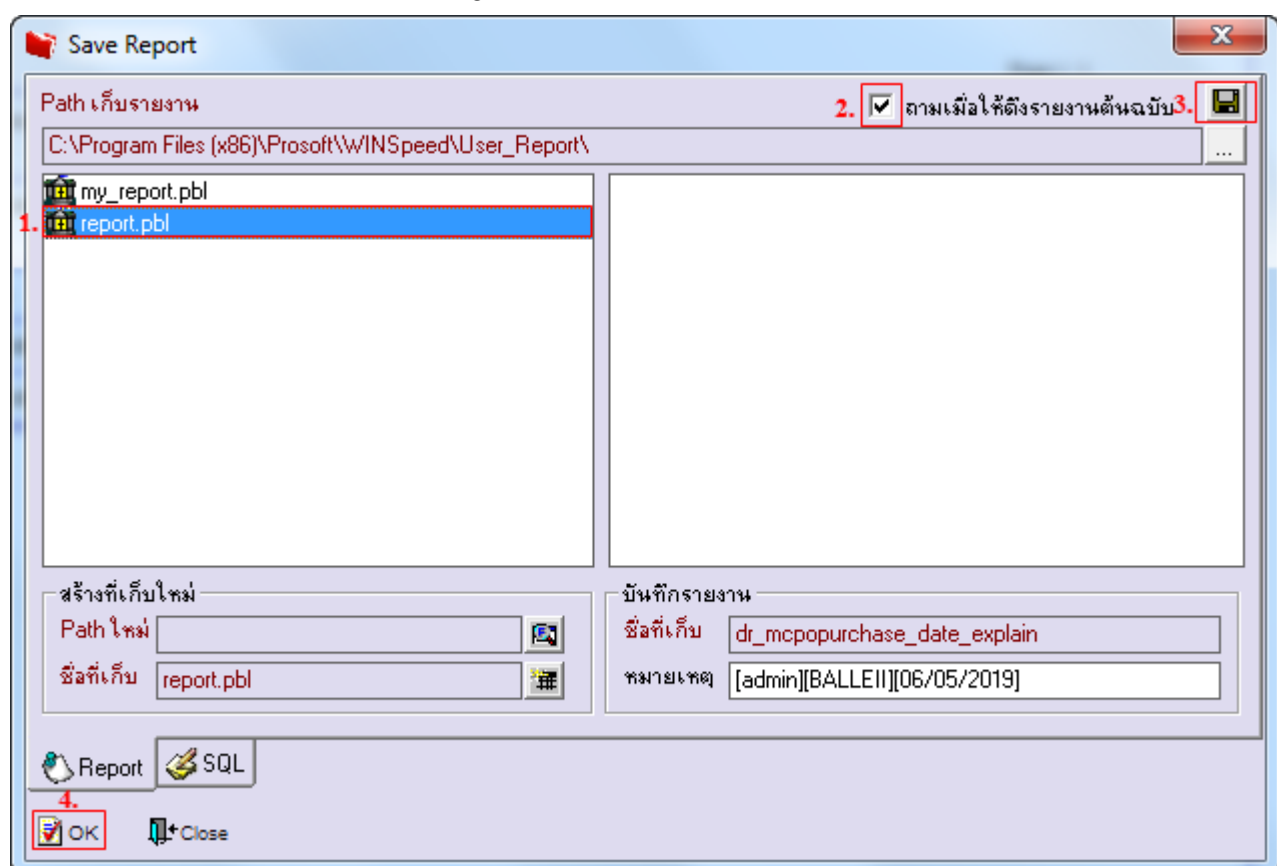 Save Report
x
Path เก็บรายงาน
2. ถามเมื่อให้ดึงรายงานต้นฉบับ 3.
C:\Program Files (x86)\Prosoft\WINSpeed\User_Report\
...
my_report.pbl
1. report.pbl
สร้างที่เก็บใหม่
Path ใหม่
ชื่อที่เก็บ report.pbl
บันทึกรายงาน
ชื่อที่เก็บ dr_mcpopurchase_date_explain
หมายเหตุ [admin][BALLEII][06/05/2019]
Report SQL
4.
OK Close